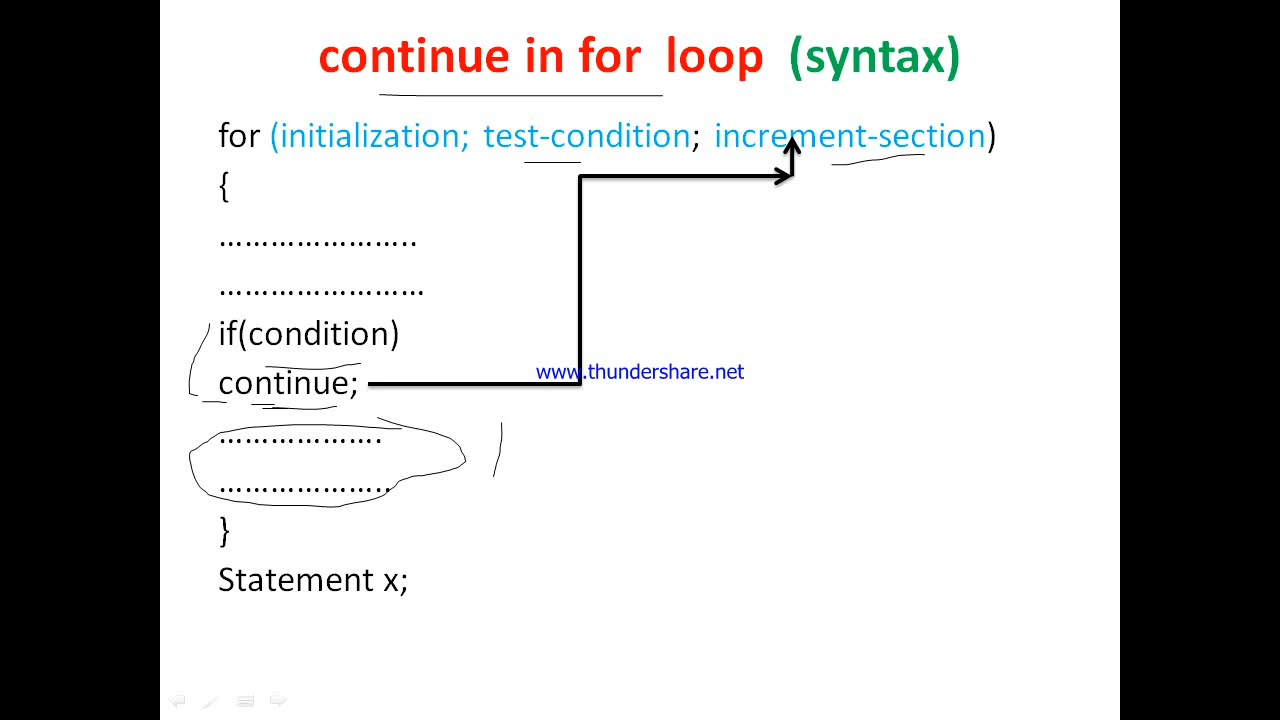 continue in for loop (syntax)
for (initialization; test-condition; increment-section)
{
…………………..
……………………
if(condition)
continue;
www.thundershare.net
……………….
………………..
}
Statement x;